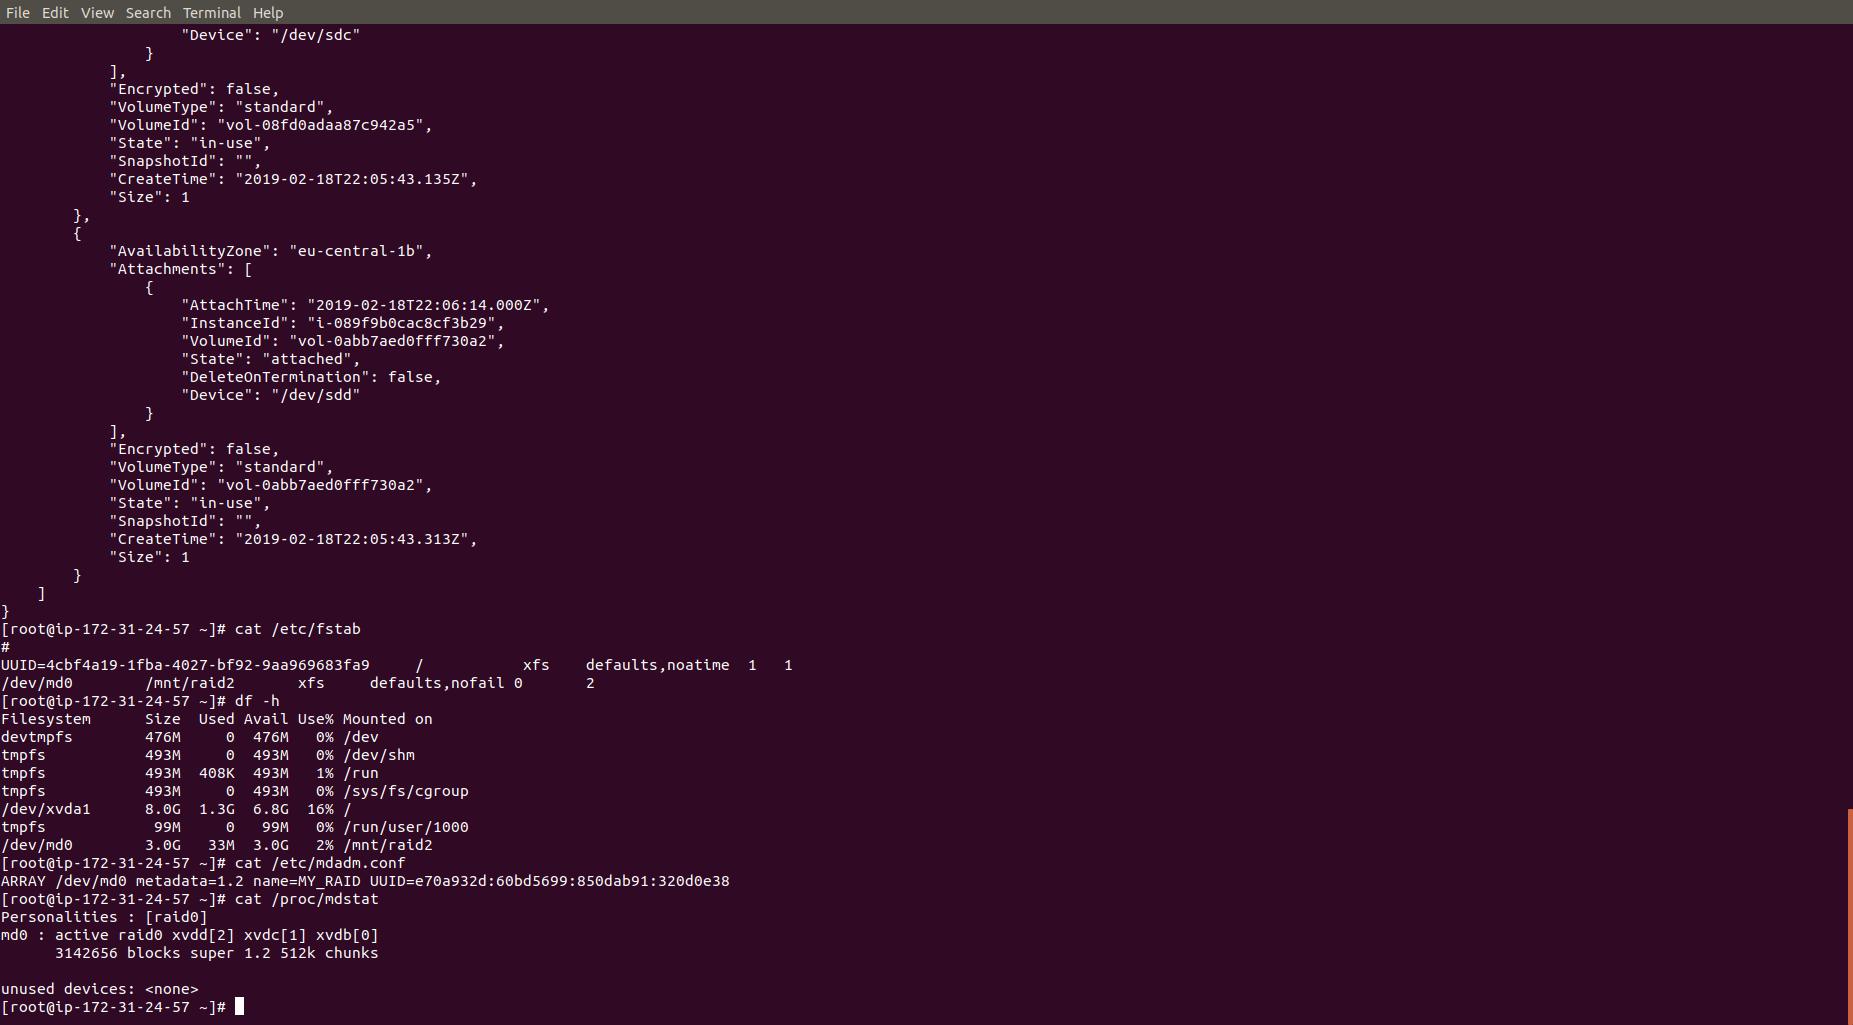 File Edit View Search Terminal Help
                    "Device": "/dev/sdc"
                }
            ],
            "Encrypted": false,
            "VolumeType": "standard",
            "VolumeId": "vol-08fd0adaa87c942a5",
            "State": "in-use",
            "SnapshotId": "",
            "CreateTime": "2019-02-18T22:05:43.135Z",
            "Size": 1
        },
        {
            "AvailabilityZone": "eu-central-1b",
            "Attachments": [
                {
                    "AttachTime": "2019-02-18T22:06:14.000Z",
                    "InstanceId": "i-089f9b0cac8cf3b29",
                    "VolumeId": "vol-0abb7aed0fff730a2",
                    "State": "attached",
                    "DeleteOnTermination": false,
                    "Device": "/dev/sdd"
                }
            ],
            "Encrypted": false,
            "VolumeType": "standard",
            "VolumeId": "vol-0abb7aed0fff730a2",
            "State": "in-use",
            "SnapshotId": "",
            "CreateTime": "2019-02-18T22:05:43.313Z",
            "Size": 1
        }
    ]
}
[root@ip-172-31-24-57 ~]# cat /etc/fstab
#
UUID=4cbf4a19-1fba-4027-bf92-9aa969683fa9     /           xfs    defaults,noatime  1   1
/dev/md0        /mnt/raid2       xfs     defaults,nofail 0       2
[root@ip-172-31-24-57 ~]# df -h
Filesystem      Size  Used Avail Use% Mounted on
devtmpfs        476M     0  476M   0% /dev
tmpfs           493M     0  493M   0% /dev/shm
tmpfs           493M  408K  493M   1% /run
tmpfs           493M     0  493M   0% /sys/fs/cgroup
/dev/xvda1      8.0G  1.3G  6.8G  16% /
tmpfs            99M     0   99M   0% /run/user/1000
/dev/md0        3.0G   33M  3.0G   2% /mnt/raid2
[root@ip-172-31-24-57 ~]# cat /etc/mdadm.conf
ARRAY /dev/md0 metadata=1.2 name=MY_RAID UUID=e70a932d:60bd5699:850dab91:320d0e38
[root@ip-172-31-24-57 ~]# cat /proc/mdstat
Personalities : [raid0]
md0 : active raid0 xvdd[2] xvdc[1] xvdb[0]
      3142656 blocks super 1.2 512k chunks

unused devices: <none>
[root@ip-172-31-24-57 ~]#